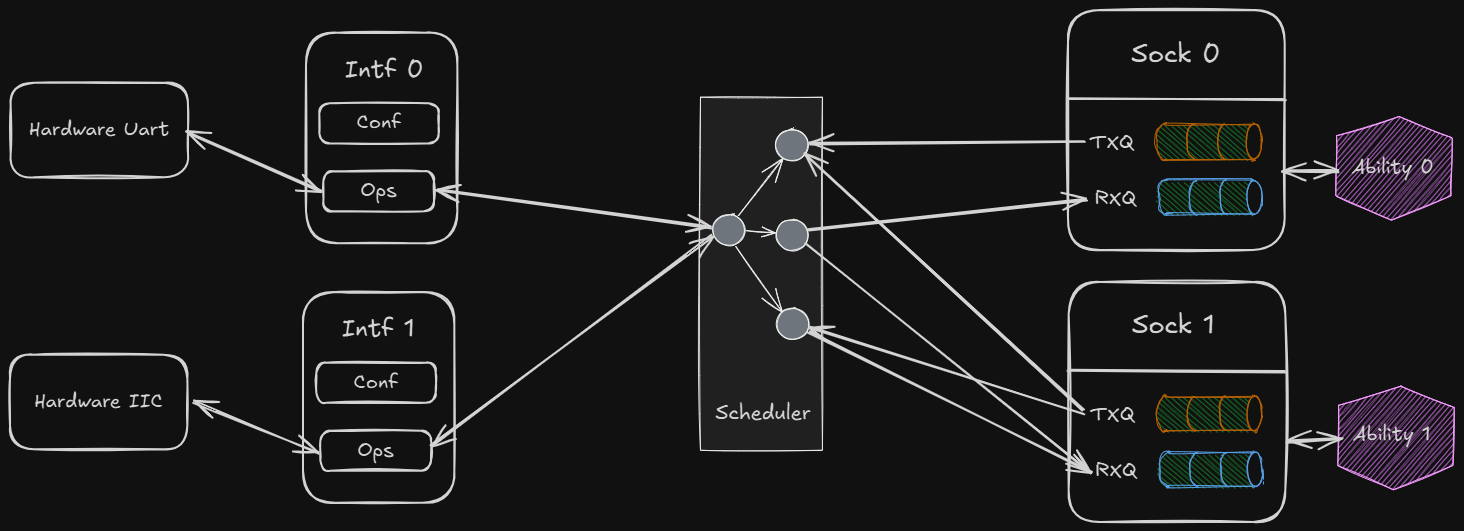 Hardware Uart
Intf 0
Conf
Ops
Hardware IIC
Intf 1
Conf
Ops
Scheduler
Sock 0
TXQ
RXQ
Ability 0
Sock 1
TXQ
RXQ
Ability 1